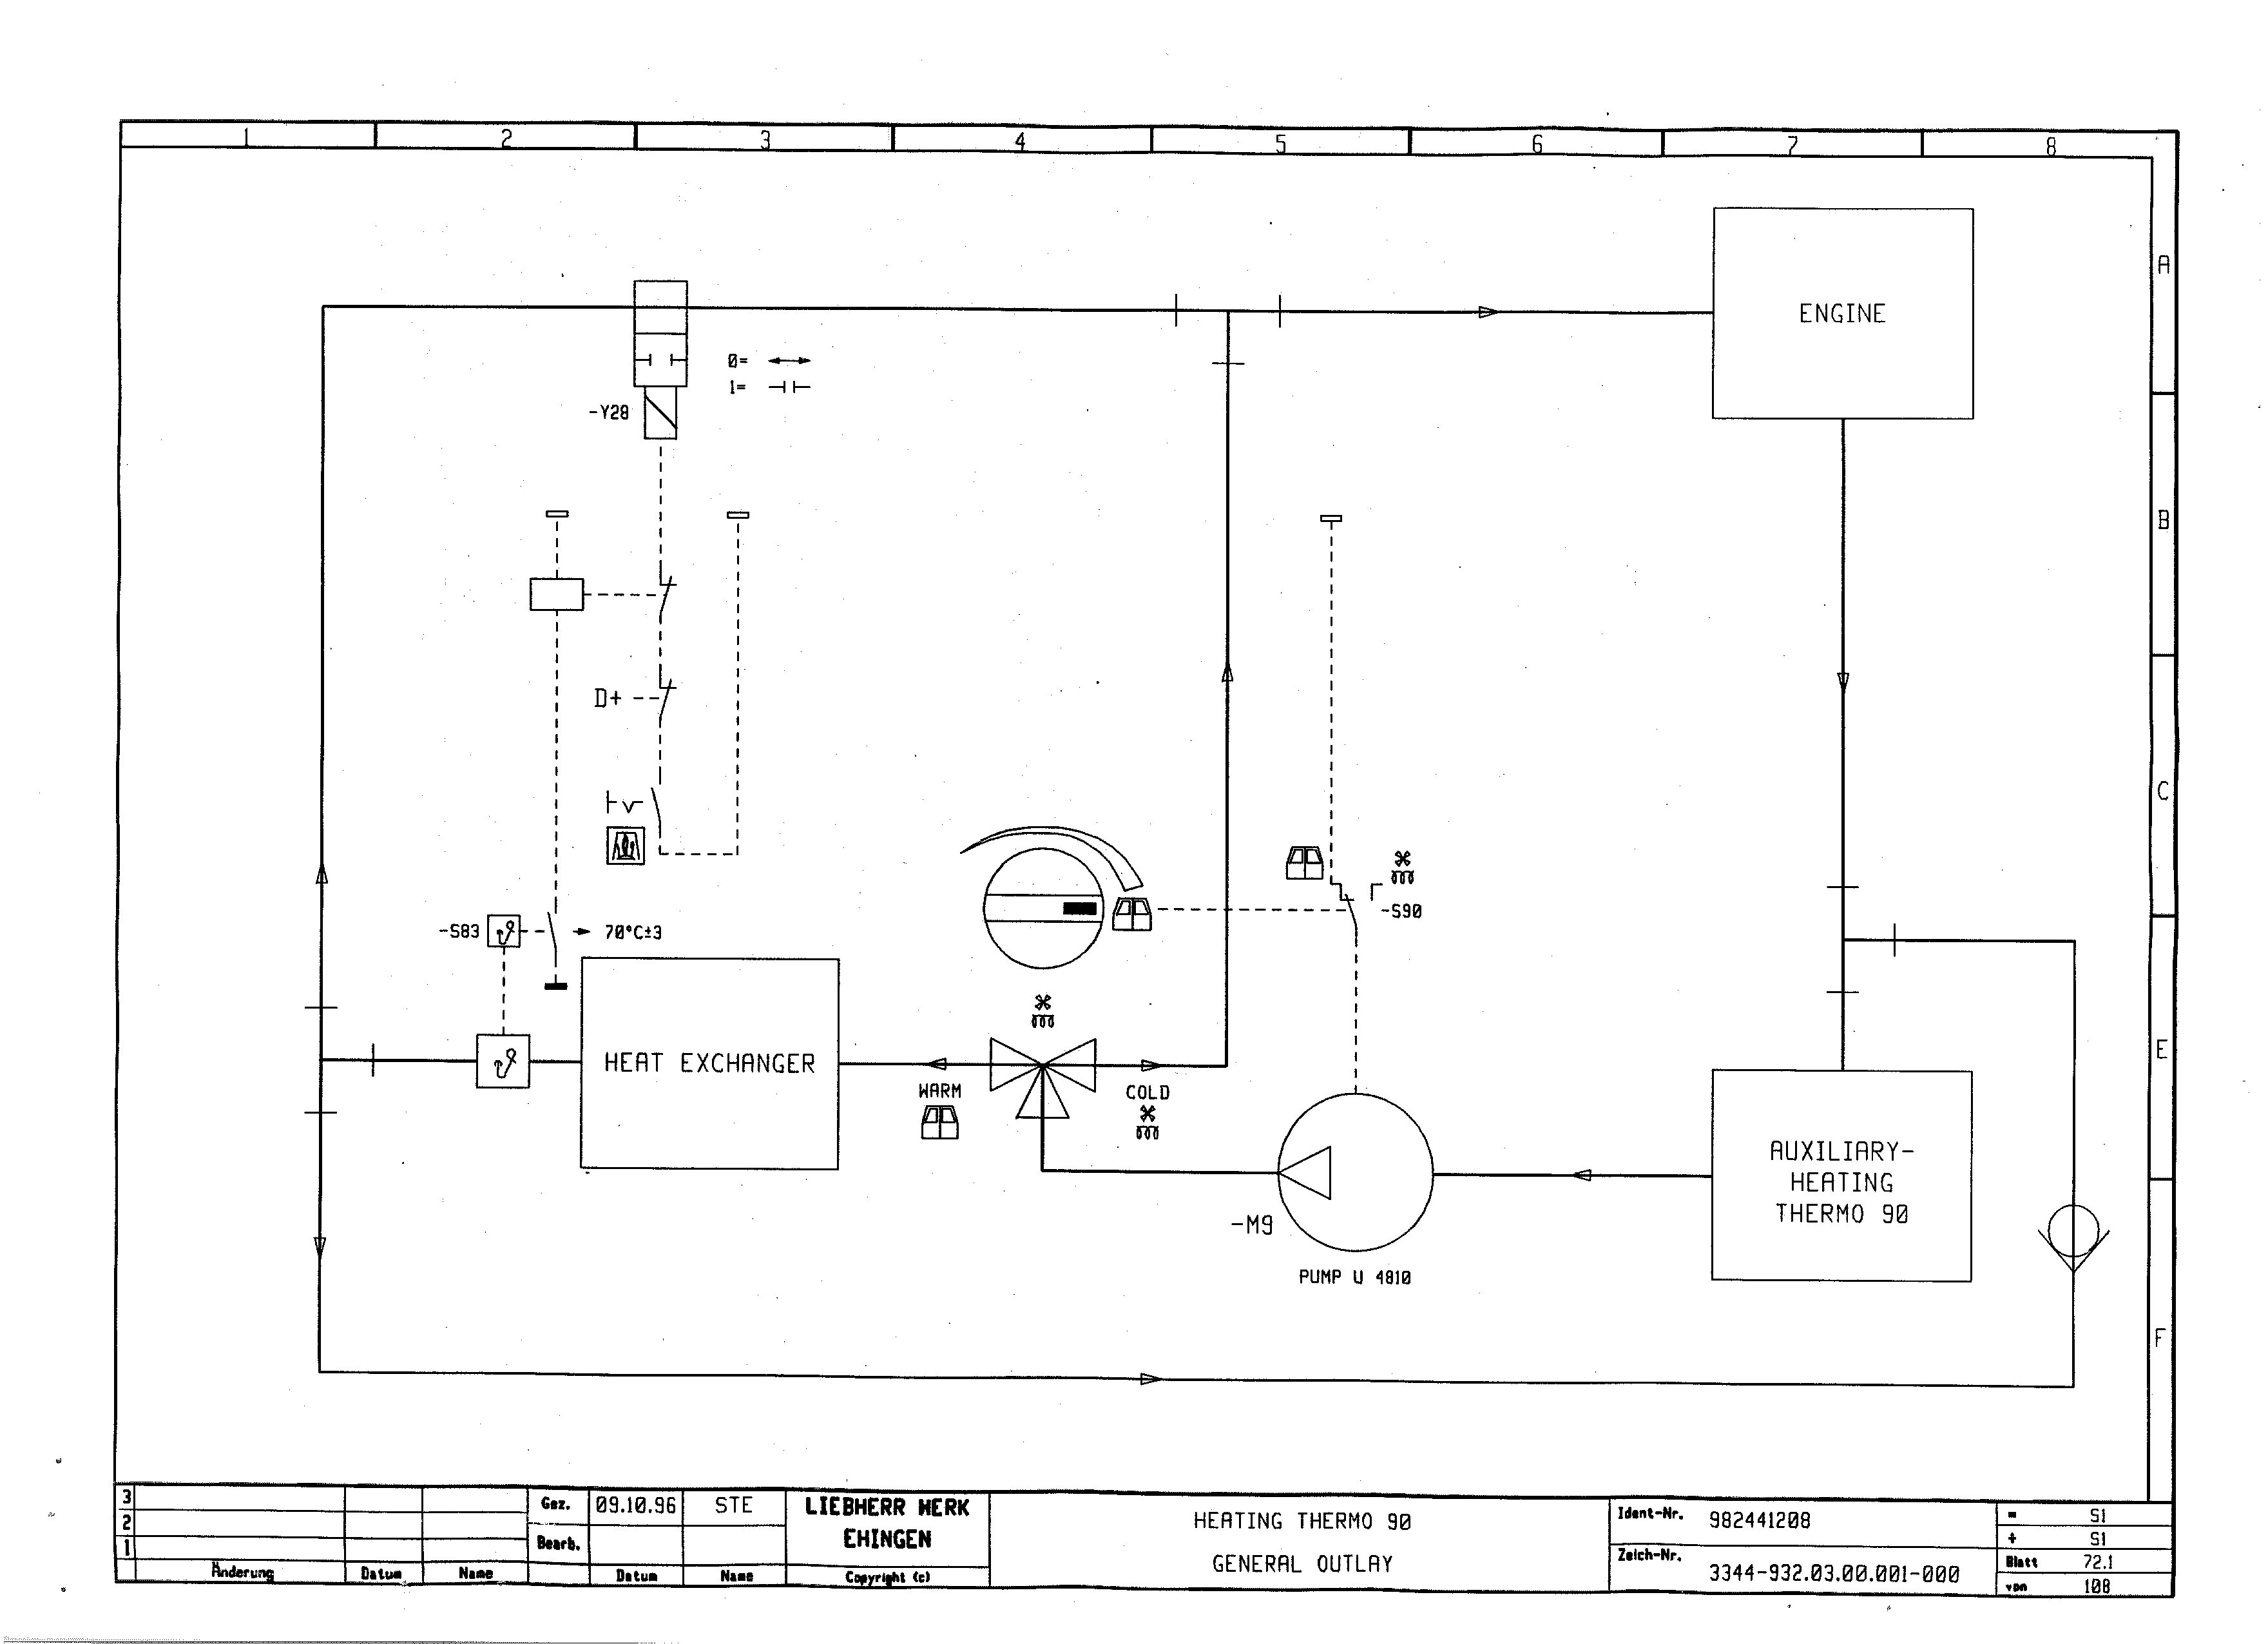 1 2 3 4 5 6 7 8
A
B
C
E
F
ENGINE
0=
1=
-Y28
D+
-S83
70°C±3
-S90
HEAT EXCHANGER
WARM
COLD
AUXILIARY-
HEATING
THERMO 90
-M9
PUMP U 4810
3
2
1
Änderung
Datum
Name
Gez.
09.10.96
STE
Bearb.
Datum
Name
LIEBHERR WERK
EHINGEN
Copyright (c)
HEATING THERMO 90
GENERAL OUTLAY
Ident-Nr. 982441208
Zeich-Nr. 3344-932.03.00.001-000
= S1
+ S1
Blatt 72.1
von 108